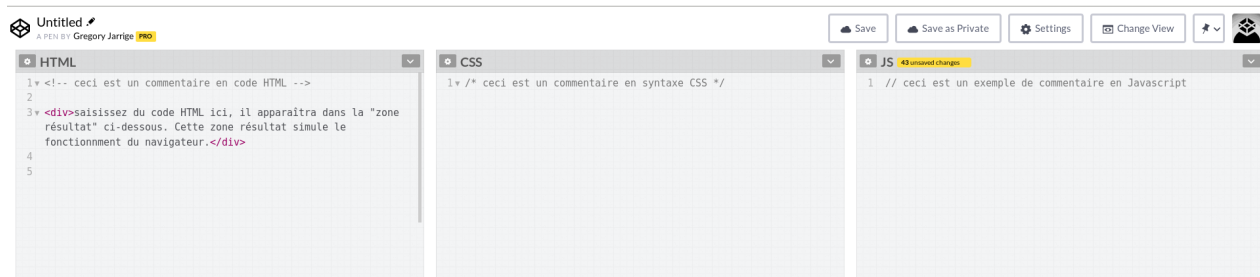 Untitled
A PEN BY Gregory Jarrige PRO
Save
Save as Private
Settings
Change View
HTML
1 <!-- ceci est un commentaire en code HTML -->
2
3 <div>saisissez du code HTML ici, il apparaîtra dans la "zone
résultat" ci-dessous. Cette zone résultat simule le
fonctionnment du navigateur.</div>
4
5
CSS
1 /* ceci est un commentaire en syntaxe CSS */
JS 43 unsaved changes
1 // ceci est un exemple de commentaire en Javascript